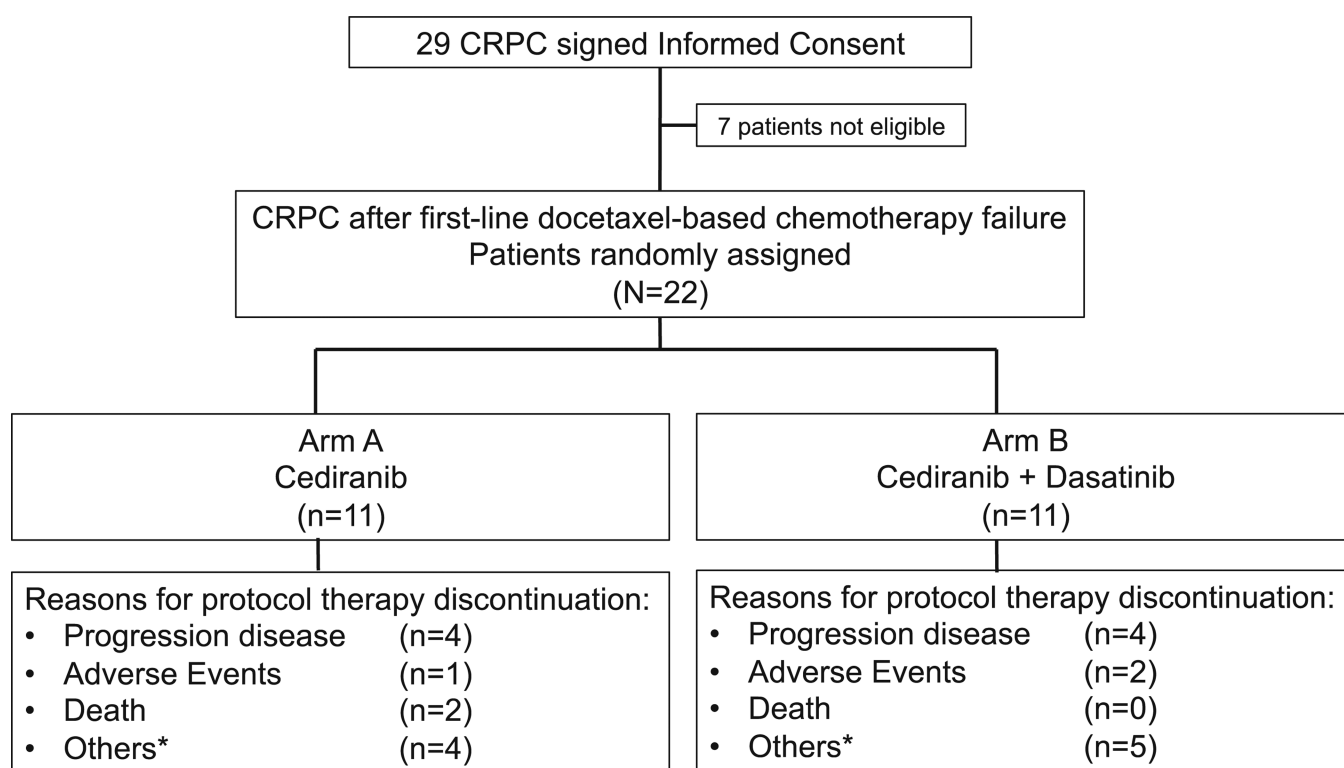 29 CRPC signed Informed Consent
7 patients not eligible
CRPC after first-line docetaxel-based chemotherapy failure
Patients randomly assigned
(N=22)
Arm A
Cediranib
(n=11)
Arm B
Cediranib + Dasatinib
(n=11)
Reasons for protocol therapy discontinuation:
• Progression disease (n=4)
• Adverse Events (n=1)
• Death (n=2)
• Others* (n=4)
Reasons for protocol therapy discontinuation:
• Progression disease (n=4)
• Adverse Events (n=2)
• Death (n=0)
• Others* (n=5)